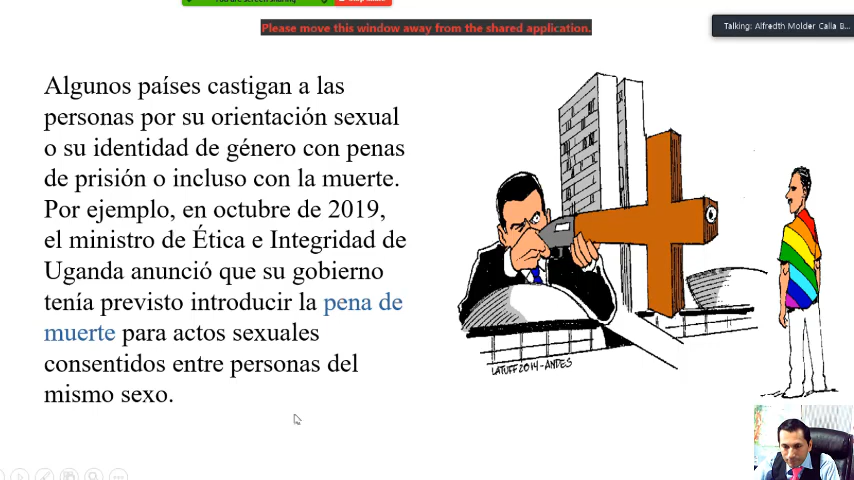 Please move this window away from the shared application.
Talking: Alfredth Molder Calla B...
Algunos países castigan a las
personas por su orientación sexual
o su identidad de género con penas
de prisión o incluso con la muerte.
Por ejemplo, en octubre de 2019,
el ministro de Ética e Integridad de
Uganda anunció que su gobierno
tenía previsto introducir la pena de
muerte para actos sexuales
consentidos entre personas del
mismo sexo.
LATUFF 2014-ANDES